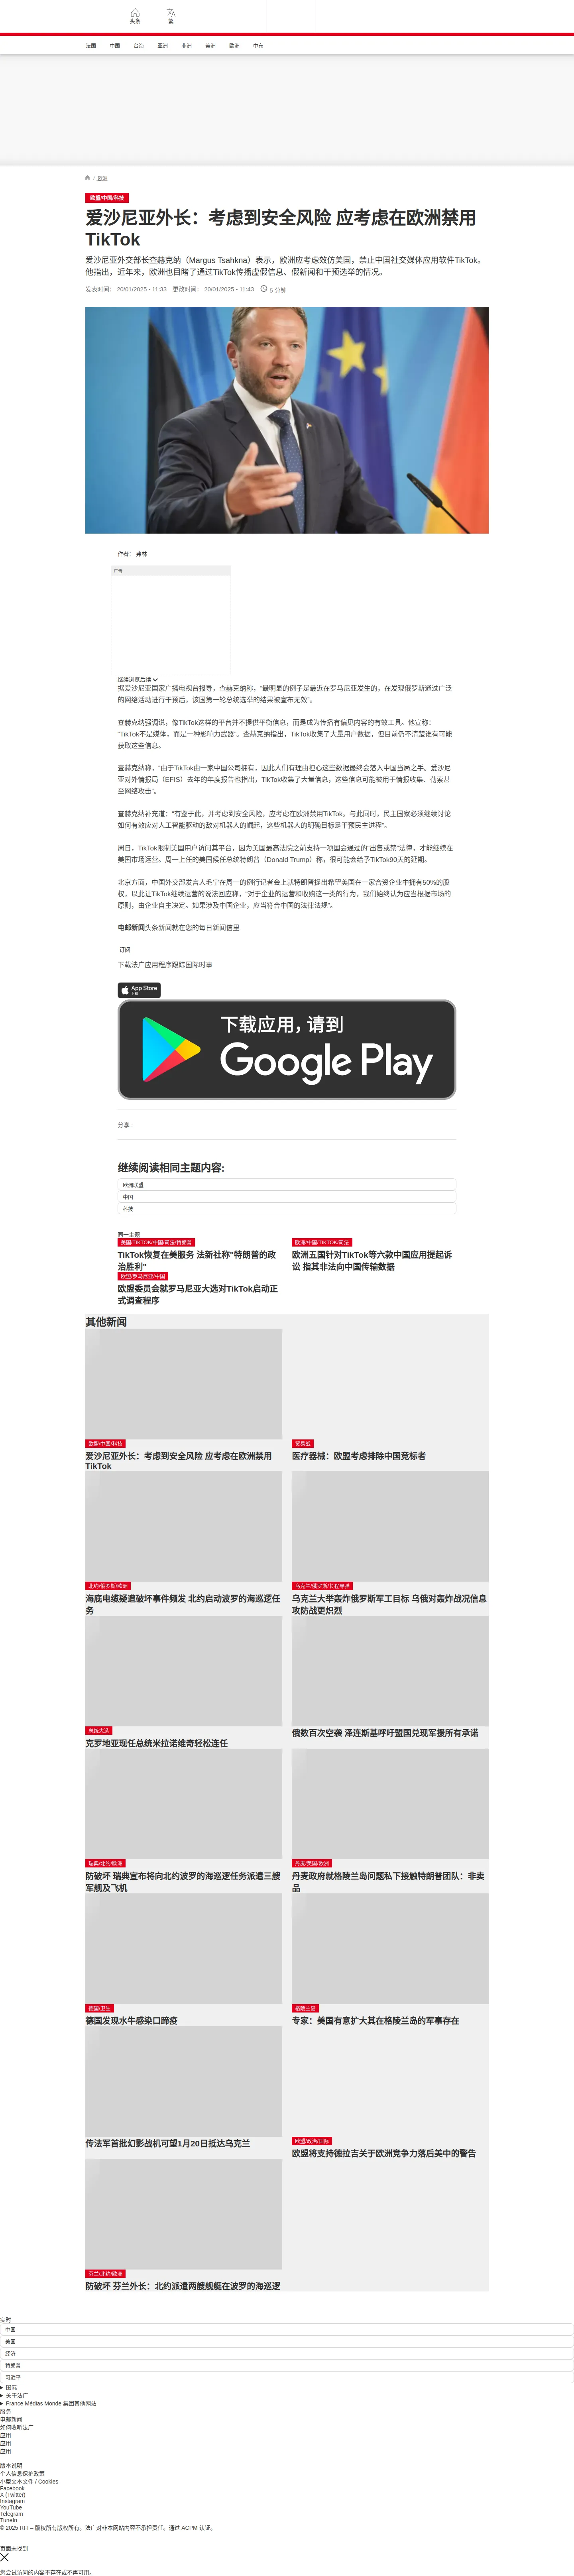 头条
繁
法国
中国
台海
亚洲
非洲
美洲
欧洲
中东
/ 欧洲
欧盟/中国/科技
爱沙尼亚外长：考虑到安全风险 应考虑在欧洲禁用
TikTok
爱沙尼亚外交部长查赫克纳（Margus Tsahkna）表示，欧洲应考虑效仿美国，禁止中国社交媒体应用软件TikTok。
他指出，近年来，欧洲也目睹了通过TikTok传播虚假信息、假新闻和干预选举的情况。
发表时间： 20/01/2025 - 11:33 更改时间： 20/01/2025 - 11:43 5 分钟
作者： 弗林
广告
继续浏览后续
据爱沙尼亚国家广播电视台报导，查赫克纳称，“最明显的例子是最近在罗马尼亚发生的，在发现俄罗斯通过广泛
的网络活动进行干预后，该国第一轮总统选举的结果被宣布无效”。
查赫克纳强调说，像TikTok这样的平台并不提供平衡信息，而是成为传播有偏见内容的有效工具。他宣称：
“TikTok不是媒体，而是一种影响力武器”。查赫克纳指出，TikTok收集了大量用户数据，但目前仍不清楚谁有可能
获取这些信息。
查赫克纳称，“由于TikTok由一家中国公司拥有，因此人们有理由担心这些数据最终会落入中国当局之手。爱沙尼
亚对外情报局（EFIS）去年的年度报告也指出，TikTok收集了大量信息，这些信息可能被用于情报收集、勒索甚
至网络攻击”。
查赫克纳补充道：“有鉴于此，并考虑到安全风险，应考虑在欧洲禁用TikTok。与此同时，民主国家必须继续讨论
如何有效应对人工智能驱动的敌对机器人的崛起，这些机器人的明确目标是干预民主进程”。
周日，TikTok限制美国用户访问其平台，因为美国最高法院之前支持一项国会通过的“出售或禁”法律，才能继续在
美国市场运营。周一上任的美国候任总统特朗普（Donald Trump）称，很可能会给予TikTok90天的延期。
北京方面，中国外交部发言人毛宁在周一的例行记者会上就特朗普提出希望美国在一家合资企业中拥有50%的股
权，以此让TikTok继续运营的说法回应称，“对于企业的运营和收购这一类的行为，我们始终认为应当根据市场的
原则，由企业自主决定。如果涉及中国企业，应当符合中国的法律法规”。
电邮新闻头条新闻就在您的每日新闻信里
订阅
下载法广应用程序跟踪国际时事
App Store
下载
下载应用，请到
Google Play
分享 :
继续阅读相同主题内容:
欧洲联盟
中国
科技
同一主题
美国/TIKTOK/中国/司法/特朗普
TikTok恢复在美服务 法新社称“特朗普的政
治胜利”
欧洲/中国/TIKTOK/司法
欧洲五国针对TikTok等六款中国应用提起诉
讼 指其非法向中国传输数据
欧盟/罗马尼亚/中国
欧盟委员会就罗马尼亚大选对TikTok启动正
式调查程序
其他新闻
欧盟/中国/科技
爱沙尼亚外长：考虑到安全风险 应考虑在欧洲禁用
TikTok
贸易战
医疗器械：欧盟考虑排除中国竞标者
北约/俄罗斯/欧洲
海底电缆疑遭破坏事件频发 北约启动波罗的海巡逻任
务
乌克兰/俄罗斯/长程导弹
乌克兰大举轰炸俄罗斯军工目标 乌俄对轰炸战况信息
攻防战更炽烈
总统大选
克罗地亚现任总统米拉诺维奇轻松连任
俄数百次空袭 泽连斯基呼吁盟国兑现军援所有承诺
瑞典/北约/欧洲
防破坏 瑞典宣布将向北约波罗的海巡逻任务派遣三艘
军舰及飞机
丹麦/美国/欧洲
丹麦政府就格陵兰岛问题私下接触特朗普团队：非卖
品
德国/卫生
德国发现水牛感染口蹄疫
格陵兰岛
专家：美国有意扩大其在格陵兰岛的军事存在
传法军首批幻影战机可望1月20日抵达乌克兰
欧盟/政治/国际
欧盟将支持德拉吉关于欧洲竞争力落后美中的警告
芬兰/北约/欧洲
防破坏 芬兰外长：北约派遣两艘舰艇在波罗的海巡逻
实时
中国
美国
经济
特朗普
习近平
国际
关于法广
France Médias Monde 集团其他网站
服务
电邮新闻
如何收听法广
应用
应用
应用
版本说明
个人信息保护政策
小型文本文件 / Cookies
Facebook
X (Twitter)
Instagram
YouTube
Telegram
TuneIn
© 2025 RFI – 版权所有版权所有。法广对非本网站内容不承担责任。通过 ACPM 认证。
页面未找到
您尝试访问的内容不存在或不再可用。